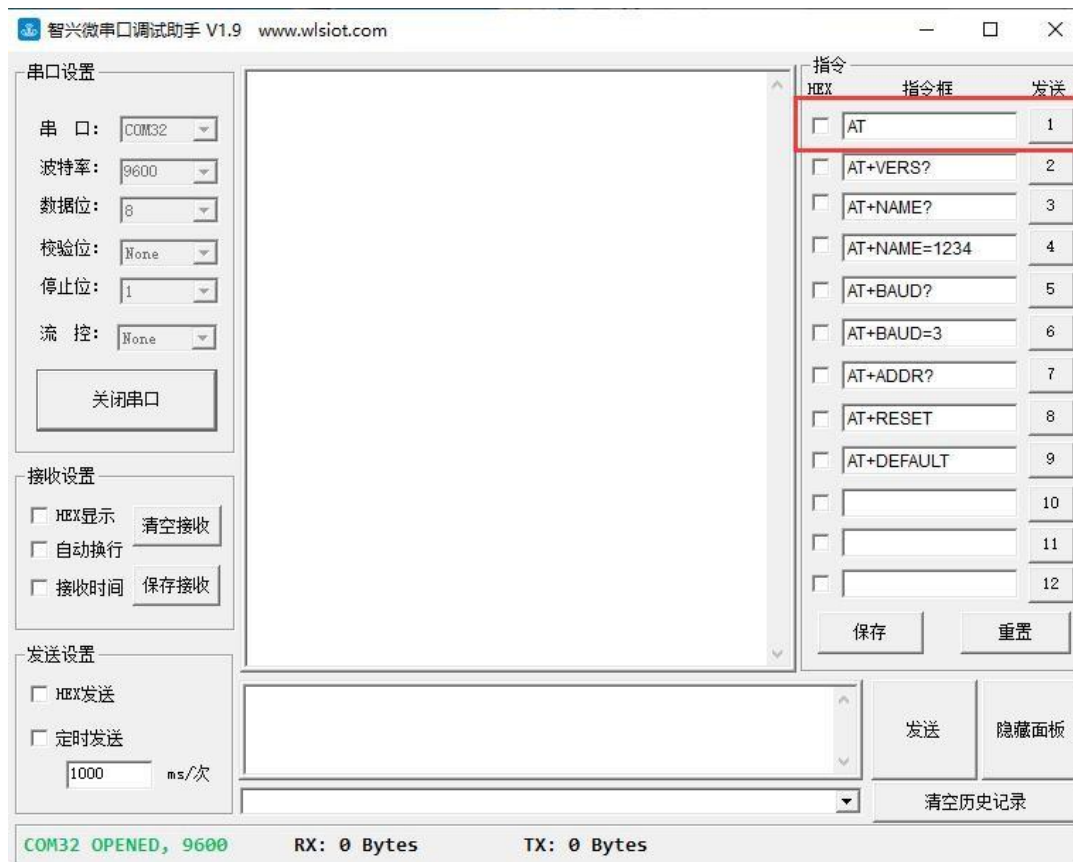 智兴微串口调试助手 V1.9 www.wlsiot.com
串口设置
串 口: COM32
波特率: 9600
数据位: 8
校验位: None
停止位: 1
流 控: None
关闭串口
接收设置
HEX显示
清空接收
自动换行
接收时间
保存接收
发送设置
HEX发送
定时发送
1000 ms/次
指令
HEX 指令框 发送
AT 1
AT+VERS? 2
AT+NAME? 3
AT+NAME=1234 4
AT+BAUD? 5
AT+BAUD=3 6
AT+ADDR? 7
AT+RESET 8
AT+DEFAULT 9
10
11
12
保存 重置
发送 隐藏面板
清空历史记录
COM32 OPENED, 9600 RX: 0 Bytes TX: 0 Bytes